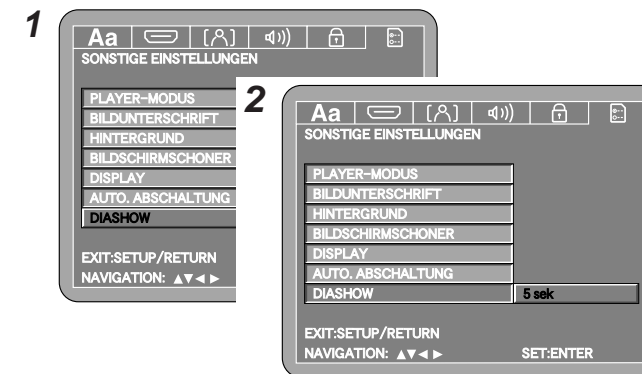 1
Aa
SONSTIGE EINSTELLUNGEN
PLAYER-MODUS
BILDUNTERSCHRIFT
HINTERGRUND
BILDSCHIRMSCHONER
DISPLAY
AUTO. ABSCHALTUNG
DIASHOW
EXIT:SETUP/RETURN
NAVIGATION: ▲▼◄►
2
Aa
SONSTIGE EINSTELLUNGEN
PLAYER-MODUS
BILDUNTERSCHRIFT
HINTERGRUND
BILDSCHIRMSCHONER
DISPLAY
AUTO. ABSCHALTUNG
DIASHOW 5 sek
EXIT:SETUP/RETURN
NAVIGATION: ▲▼◄► SET:ENTER